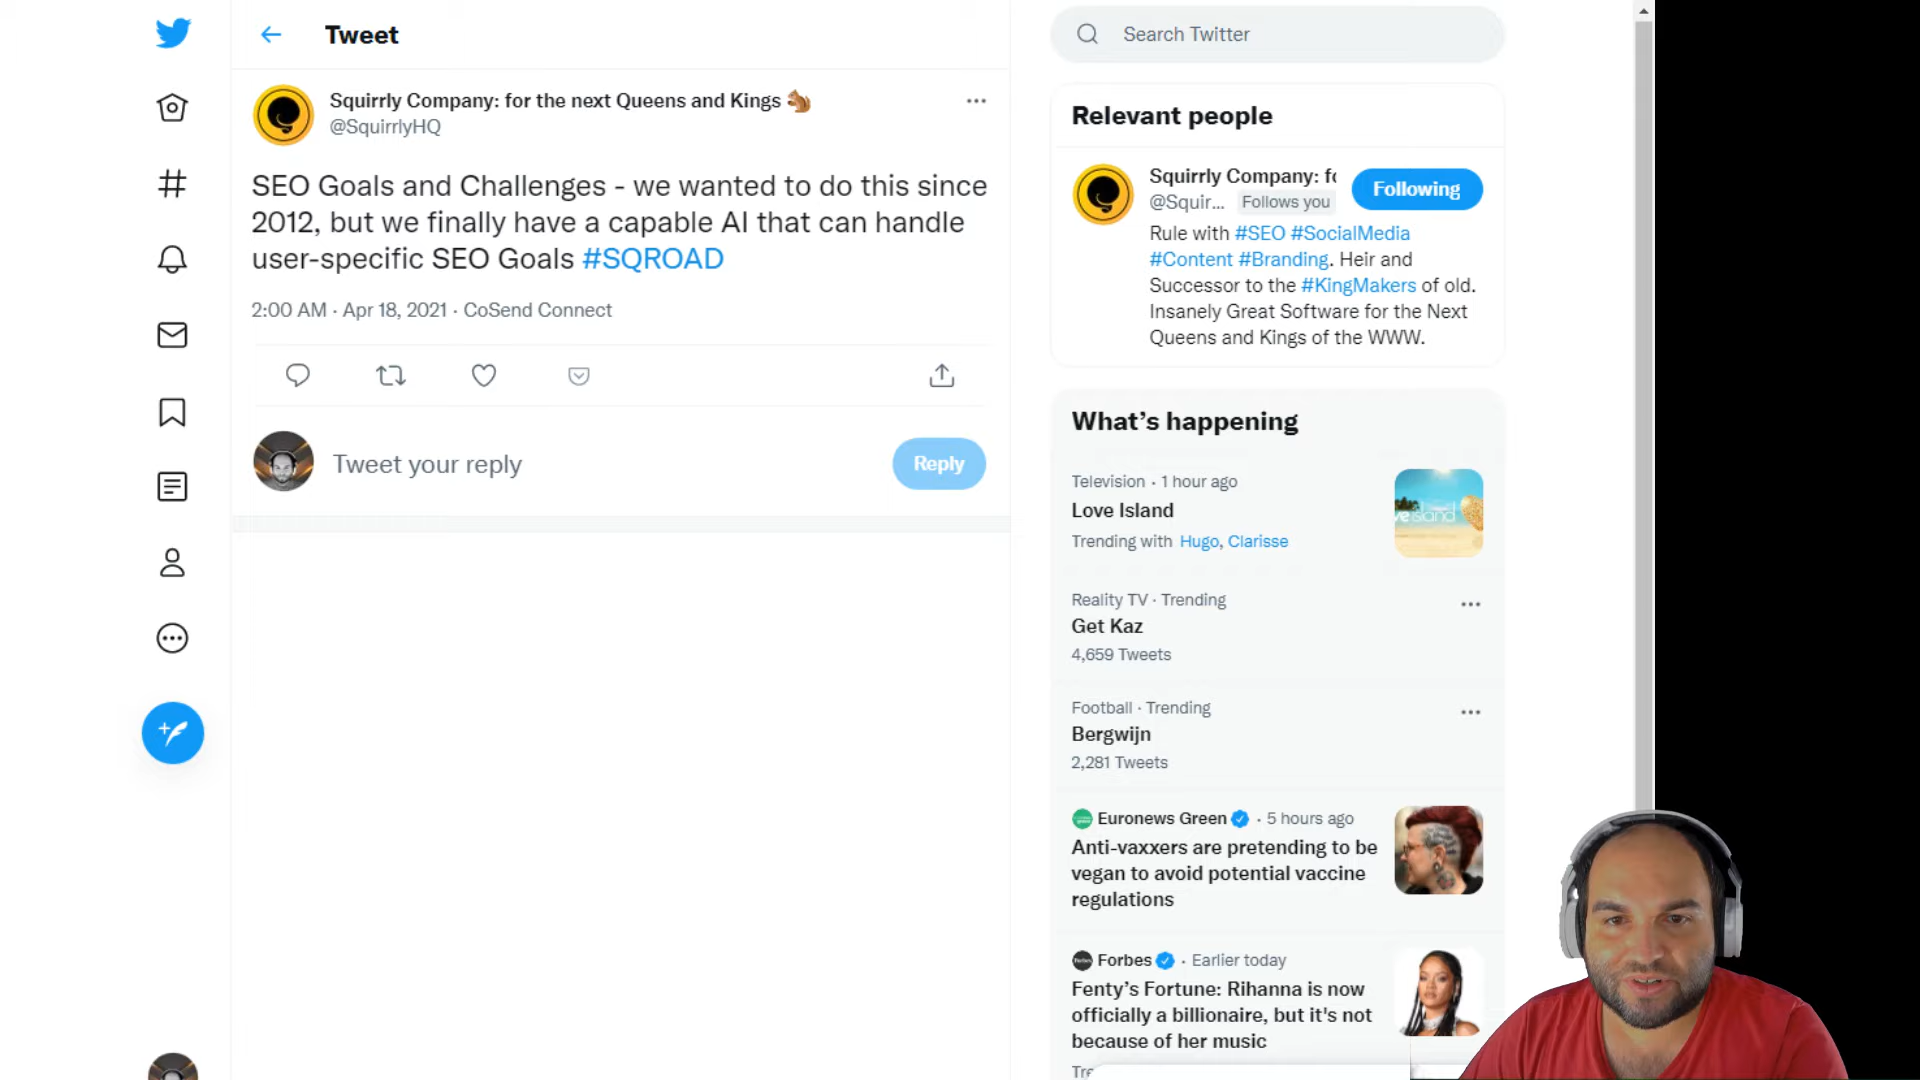 Tweet
Squirrly Company: for the next Queens and Kings
@SquirrlyHQ
SEO Goals and Challenges - we wanted to do this since
2012, but we finally have a capable AI that can handle
user-specific SEO Goals #SQROAD
2:00 AM · Apr 18, 2021 · CoSend Connect
Tweet your reply
Reply
Search Twitter
Relevant people
Squirrly Company: fo
Following
@Squir... Follows you
Rule with #SEO #SocialMedia
#Content #Branding. Heir and
Successor to the #KingMakers of old.
Insanely Great Software for the Next
Queens and Kings of the WWW.
What's happening
Television · 1 hour ago
Love Island
Trending with Hugo, Clarisse
Reality TV · Trending
Get Kaz
4,659 Tweets
Football · Trending
Bergwijn
2,281 Tweets
Euronews Green · 5 hours ago
Anti-vaxxers are pretending to be
vegan to avoid potential vaccine
regulations
Forbes · Earlier today
Fenty's Fortune: Rihanna is now
officially a billionaire, but it's not
because of her music